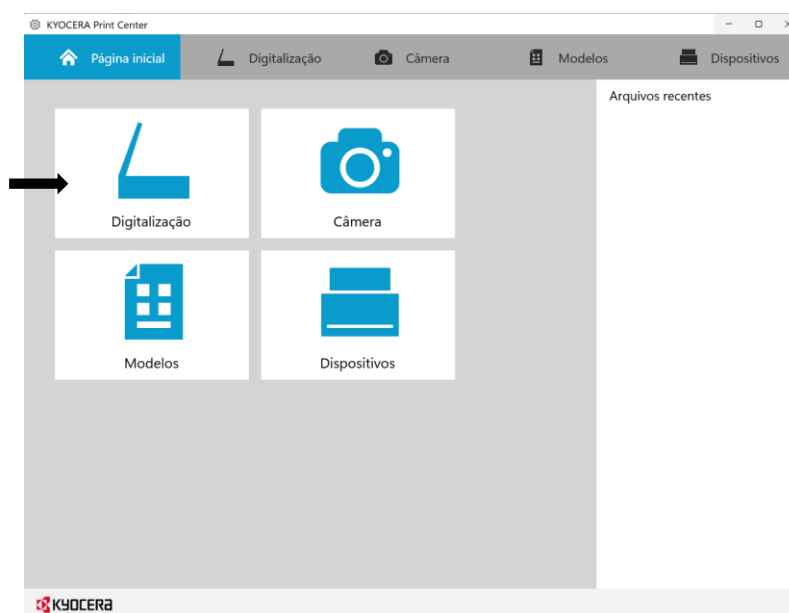 KYOCERA Print Center
Página inicial Digitalização Câmera Modelos Dispositivos
Arquivos recentes
Digitalização Câmera
Modelos Dispositivos
KYOCERA